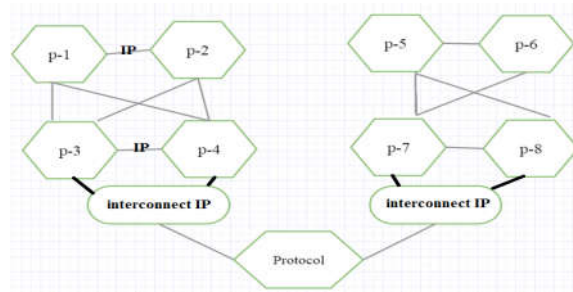 p-1 IP p-2
p-5 p-6
p-3 IP p-4
p-7 p-8
interconnect IP
interconnect IP
Protocol